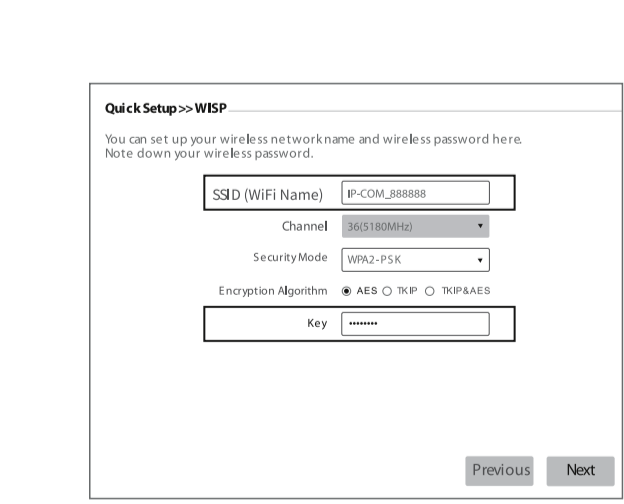 Quick Setup>>WISP
You can set up your wireless network name and wireless password here.
Note down your wireless password.
SSID (WiFi Name) IP-COM_888888
Channel 36(5180MHz)
Security Mode WPA2-PSK
Encryption Algorithm AES TKIP TKIP&AES
Key ••••••••
Previous Next